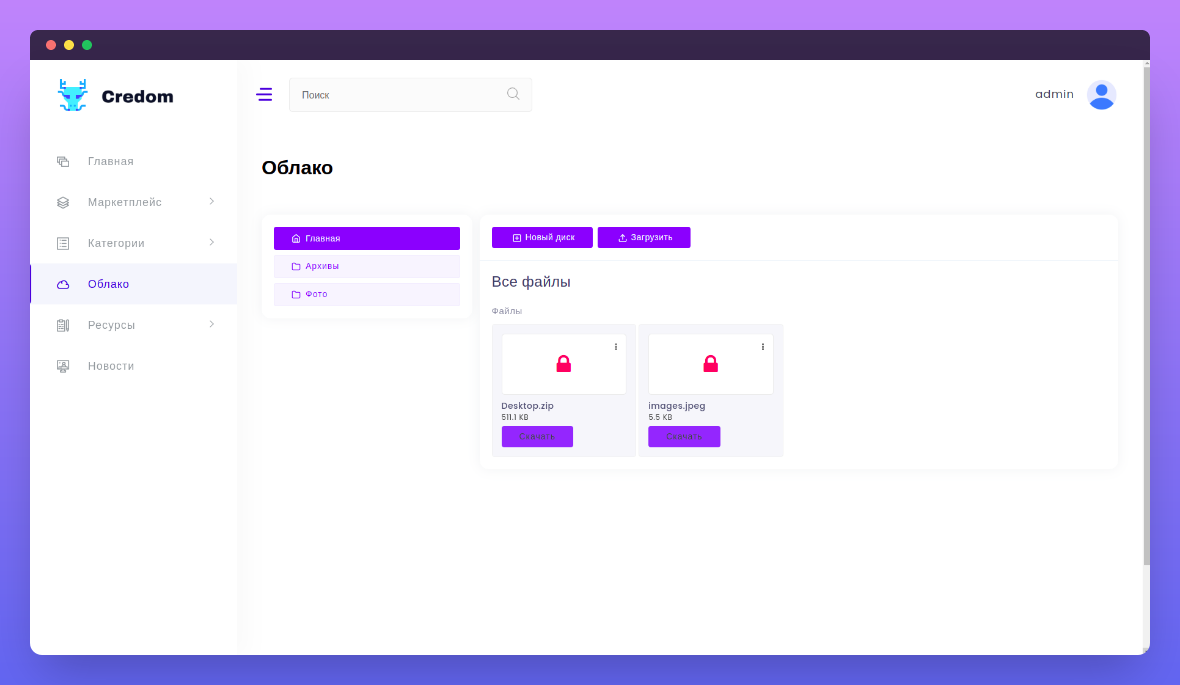 Credom
Поиск
admin
Главная
Маркетплейс
Категории
Облако
Ресурсы
Новости
Облако
Главная
Архивы
Фото
Новый диск
Загрузить
Все файлы
Файлы
Desktop.zip
511.1 KB
Скачать
images.jpeg
5.5 KB
Скачать